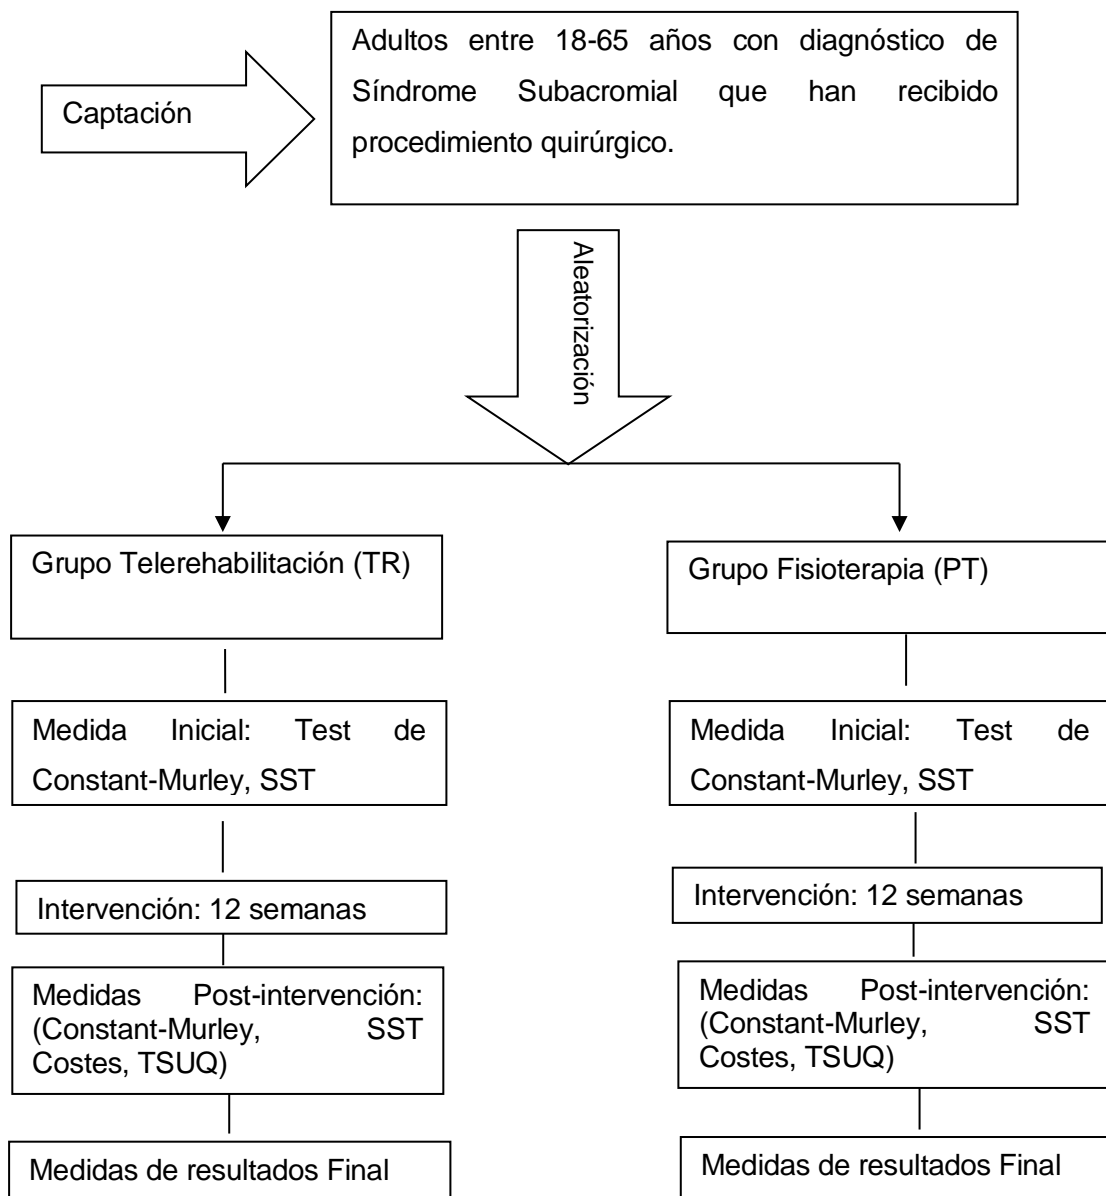 Captación
Adultos entre 18-65 años con diagnóstico de
Síndrome Subacromial que han recibido
procedimiento quirúrgico.
Aleatorización
Grupo Telerehabilitación (TR)
Grupo Fisioterapia (PT)
Medida Inicial: Test de
Constant-Murley, SST
Medida Inicial: Test de
Constant-Murley, SST
Intervención: 12 semanas
Intervención: 12 semanas
Medidas Post-intervención:
(Constant-Murley, SST
Costes, TSUQ)
Medidas Post-intervención:
(Constant-Murley, SST
Costes, TSUQ)
Medidas de resultados Final
Medidas de resultados Final